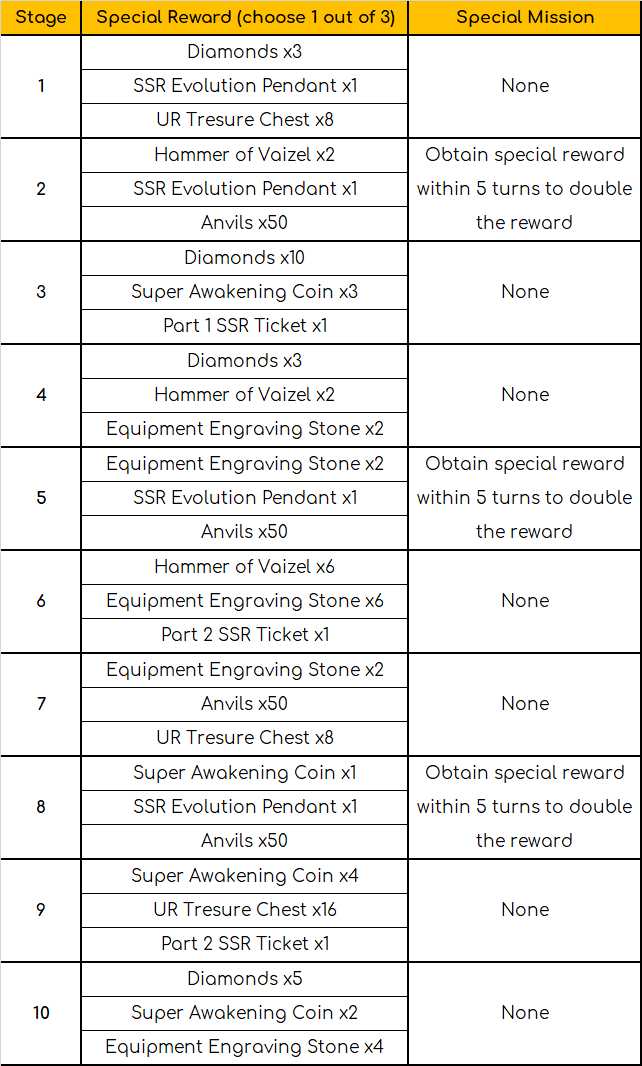 Stage Special Reward (choose 1 out of 3) Special Mission
1
Diamonds x3
SSR Evolution Pendant x1
UR Tresure Chest x8
None
2
Hammer of Vaizel x2
SSR Evolution Pendant x1
Anvils x50
Obtain special reward
within 5 turns to double
the reward
3
Diamonds x10
Super Awakening Coin x3
Part 1 SSR Ticket x1
None
4
Diamonds x3
Hammer of Vaizel x2
Equipment Engraving Stone x2
None
5
Equipment Engraving Stone x2
SSR Evolution Pendant x1
Anvils x50
Obtain special reward
within 5 turns to double
the reward
6
Hammer of Vaizel x6
Equipment Engraving Stone x6
Part 2 SSR Ticket x1
None
7
Equipment Engraving Stone x2
Anvils x50
UR Tresure Chest x8
None
8
Super Awakening Coin x1
SSR Evolution Pendant x1
Anvils x50
Obtain special reward
within 5 turns to double
the reward
9
Super Awakening Coin x4
UR Tresure Chest x16
Part 2 SSR Ticket x1
None
10
Diamonds x5
Super Awakening Coin x2
Equipment Engraving Stone x4
None